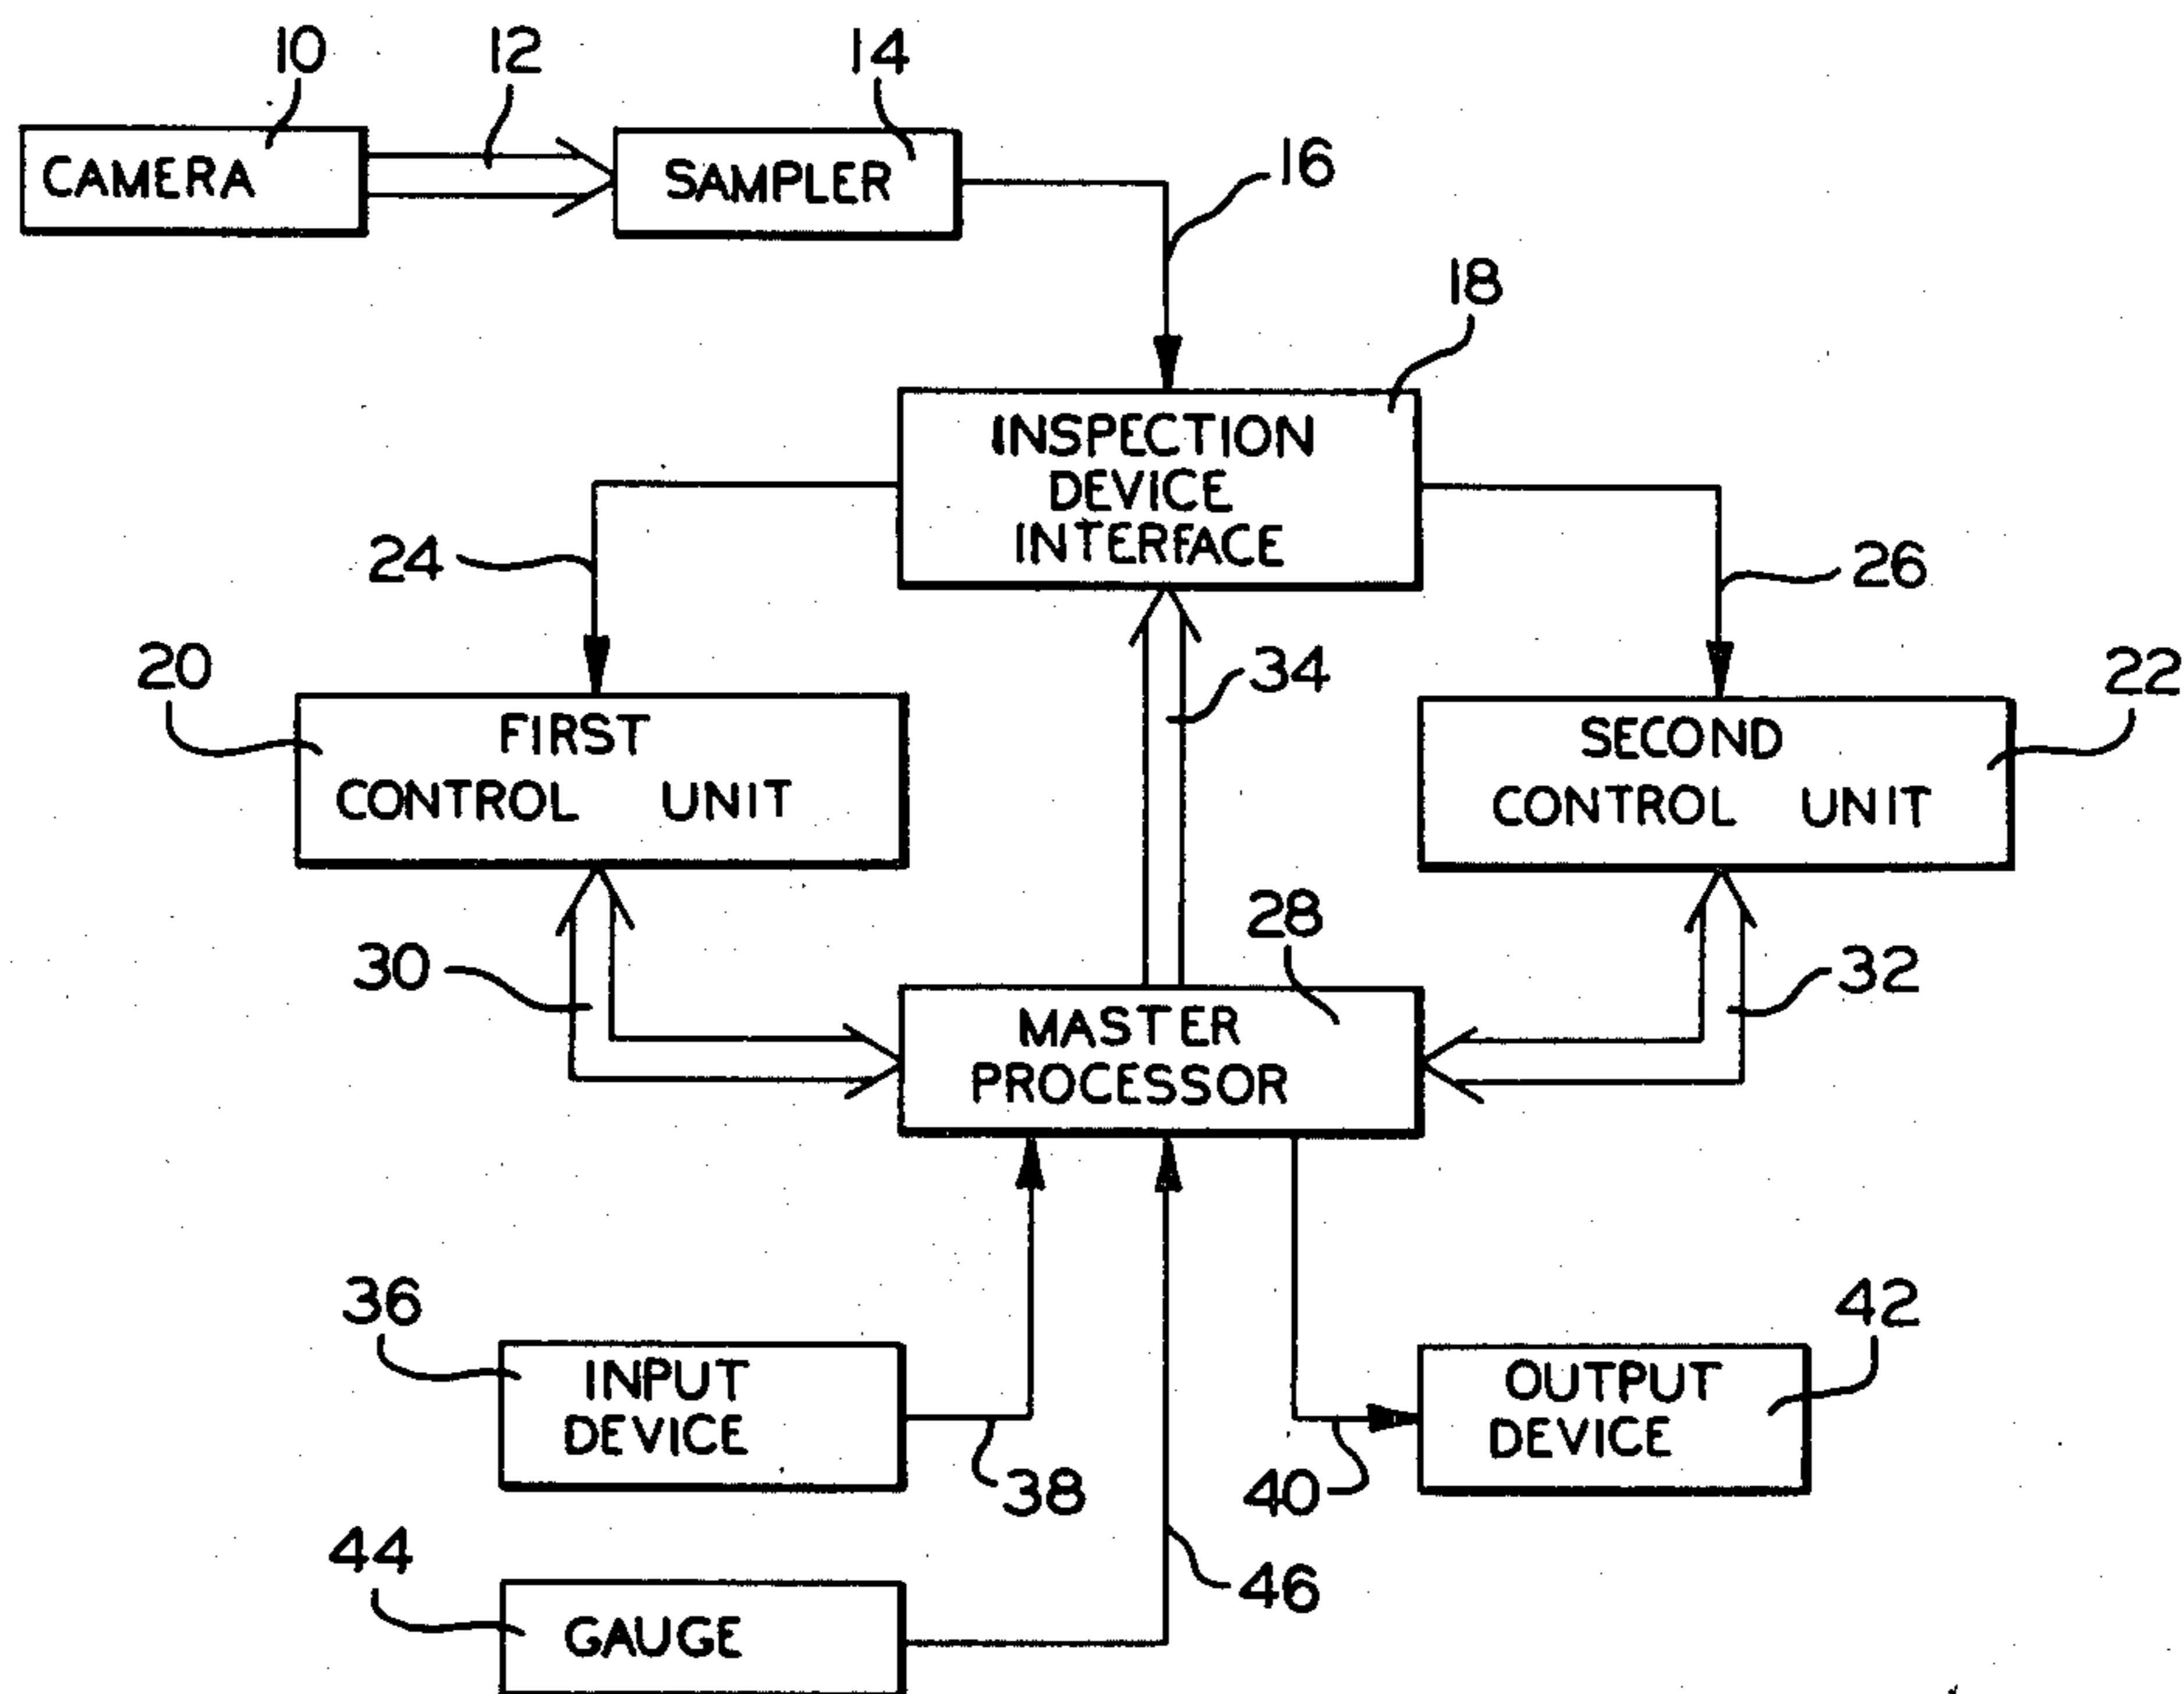 10
12
14
CAMERA
SAMPLER
16
18
INSPECTION
DEVICE
INTERFACE
24
26
20
34
22
FIRST
CONTROL UNIT
SECOND
CONTROL UNIT
28
30
32
MASTER
PROCESSOR
36
42
INPUT
DEVICE
OUTPUT
DEVICE
38
40
44
46
GAUGE